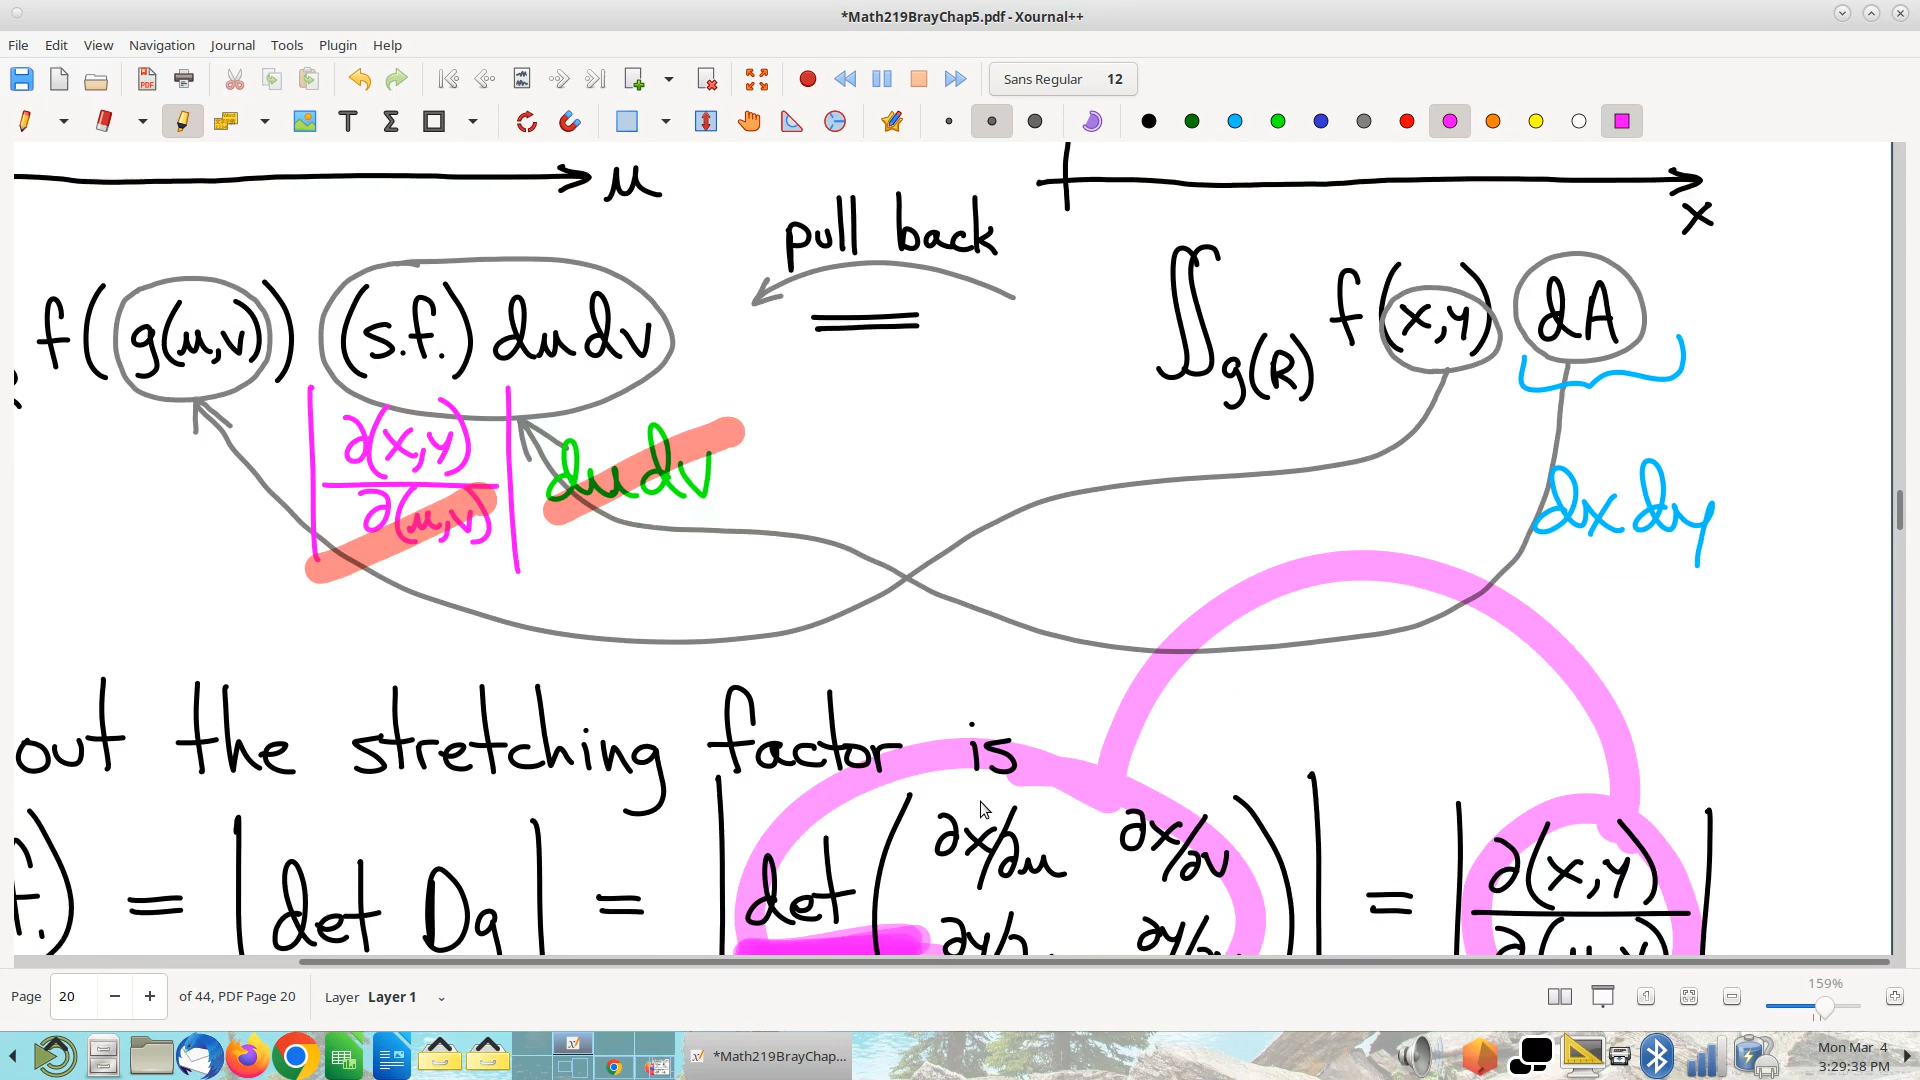 *Math219BrayChap5.pdf - Xournal++
File Edit View Navigation Journal Tools Plugin Help
Sans Regular 12
u
x
pull back
f(g(u,v)) (s.f.) du dv
∬_g(R) f(x,y) dA
|∂(x,y)/∂(u,v)| du dv
dx dy
out the stretching factor is
f.) = |det Dg| = |det (∂x/∂u ∂x/∂v
∂y/ ∂y/ )| = |∂(x,y)/∂(u,v)|
Page 20 of 44, PDF Page 20 Layer Layer 1
159%
*Math219BrayChap...
Mon Mar 4
3:29:38 PM